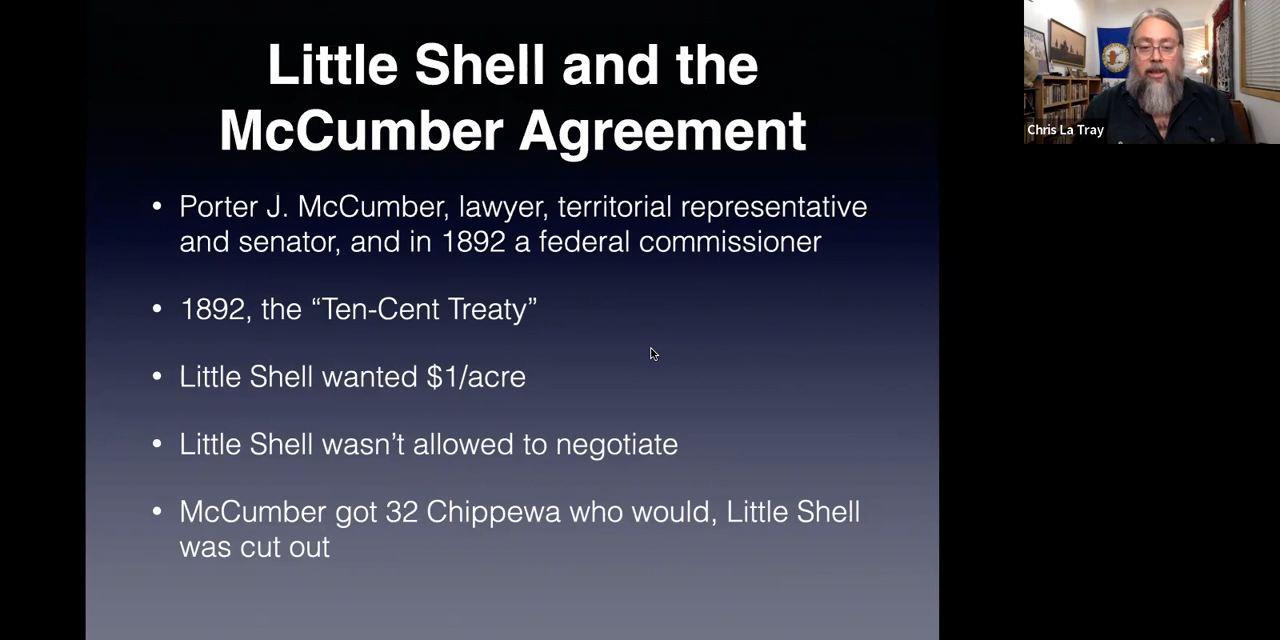 Little Shell and the
McCumber Agreement
• Porter J. McCumber, lawyer, territorial representative
and senator, and in 1892 a federal commissioner
• 1892, the “Ten-Cent Treaty”
• Little Shell wanted $1/acre
• Little Shell wasn’t allowed to negotiate
• McCumber got 32 Chippewa who would, Little Shell
was cut out
Chris La Tray